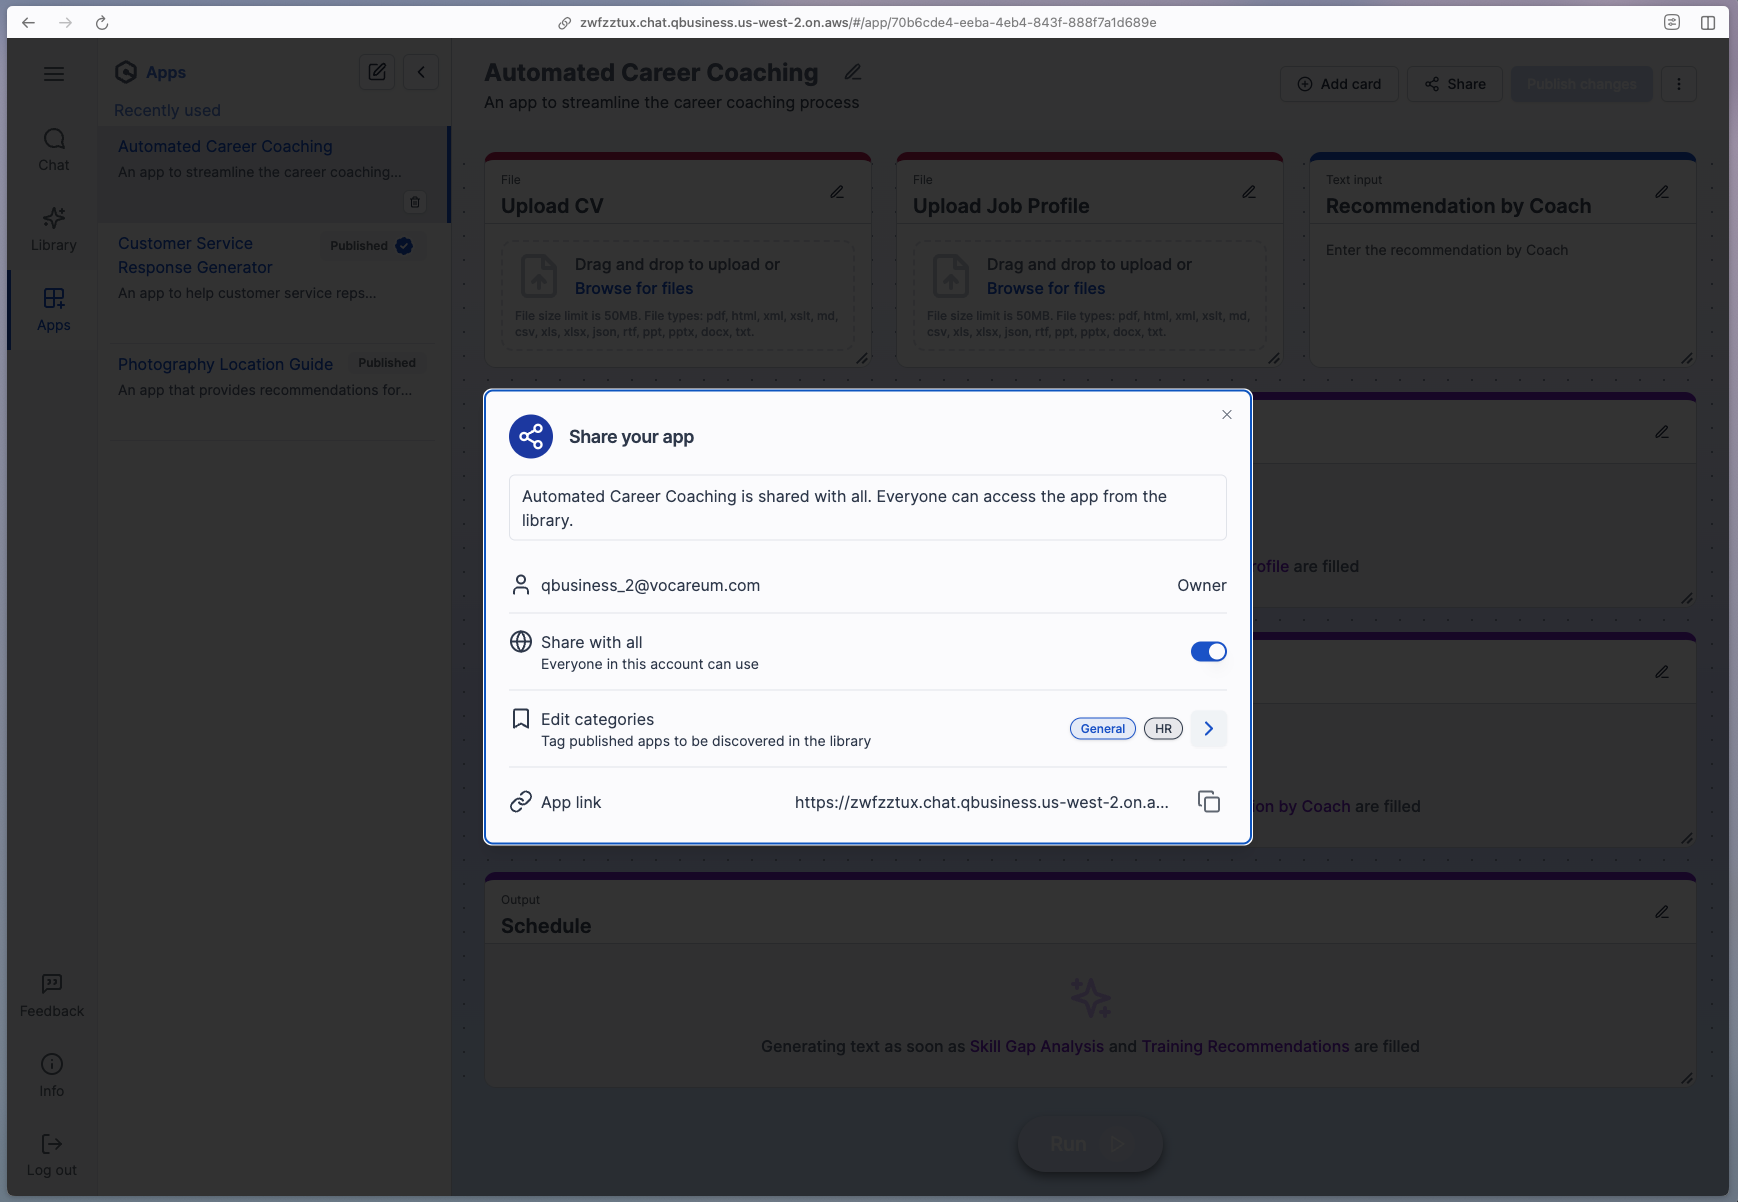 zwfzztux.chat.qbusiness.us-west-2.on.aws/#/app/70b6cde4-eeba-4eb4-843f-888f7a1d689e
Chat
Library
Apps
Feedback
Info
Log out
Apps
Recently used
Automated Career Coaching
An app to streamline the career coaching...
Customer Service
Response Generator
Published
An app to help customer service reps...
Photography Location Guide
Published
An app that provides recommendations for...
Automated Career Coaching
An app to streamline the career coaching process
Add card
Share
Publish changes
File
Upload CV
Drag and drop to upload or
Browse for files
File size limit is 50MB. File types: pdf, html, xml, xslt, md,
csv, xls, xlsx, json, rtf, ppt, pptx, docx, txt.
File
Upload Job Profile
Drag and drop to upload or
Browse for files
File size limit is 50MB. File types: pdf, html, xml, xslt, md,
csv, xls, xlsx, json, rtf, ppt, pptx, docx, txt.
Text input
Recommendation by Coach
Enter the recommendation by Coach
Share your app
Automated Career Coaching is shared with all. Everyone can access the app from the
library.
qbusiness_2@vocareum.com
Owner
Share with all
Everyone in this account can use
Edit categories
Tag published apps to be discovered in the library
General
HR
App link
https://zwfzztux.chat.qbusiness.us-west-2.on.a...
rofile are filled
on by Coach are filled
Output
Schedule
Generating text as soon as Skill Gap Analysis and Training Recommendations are filled
Run